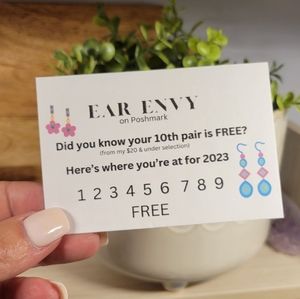 EAR ENVY
on Poshmark
Did you know your 10th pair is FREE?
(from my $20 & under selection)
Here's where you're at for 2023
1 2 3 4 5 6 7 8 9
FREE